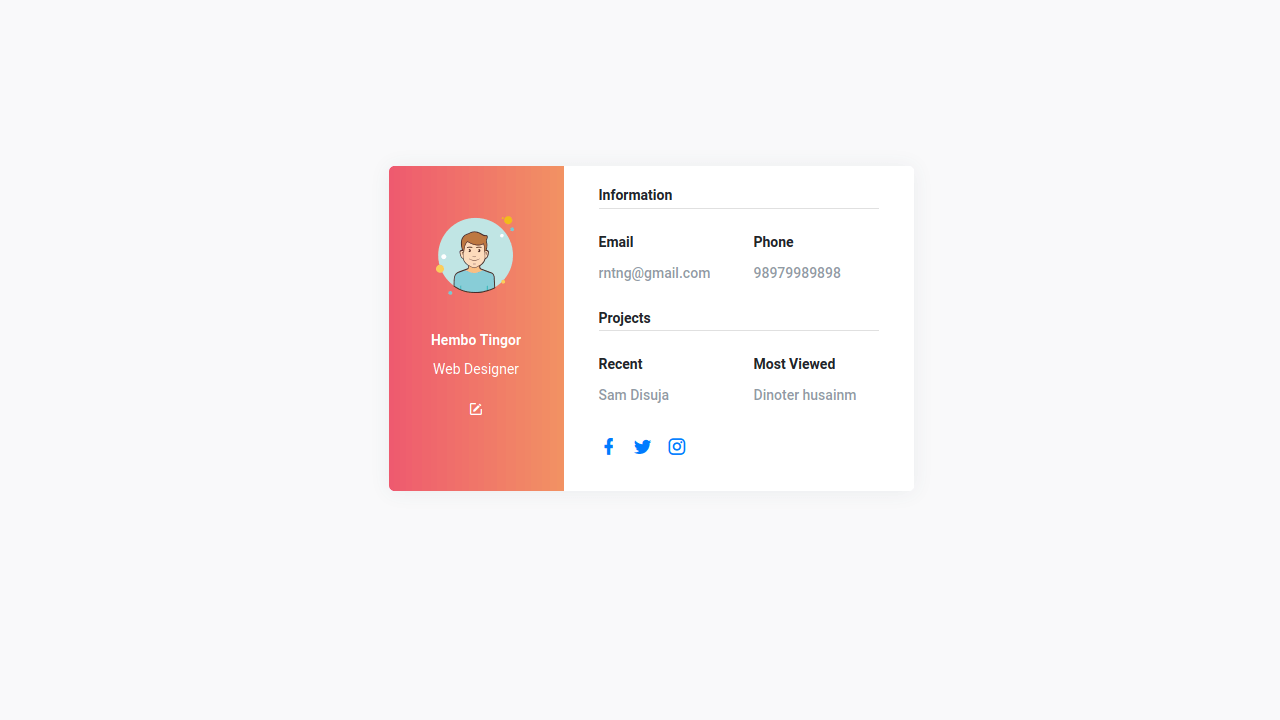 Hembo Tingor
Web Designer
Information
Email Phone
rntng@gmail.com 98979989898
Projects
Recent Most Viewed
Sam Disuja Dinoter husainm